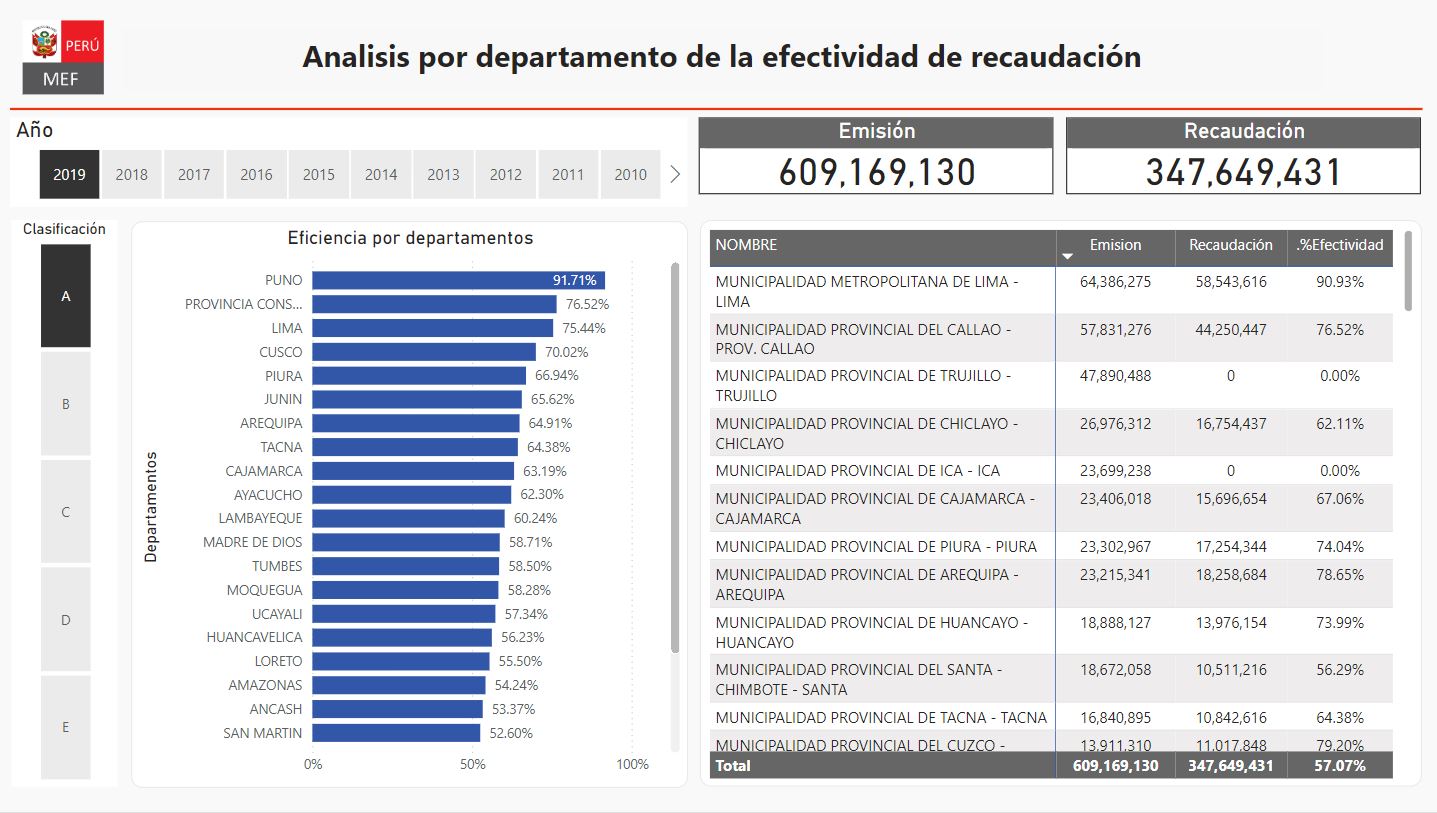 PERÚ
MEF
Analisis por departamento de la efectividad de recaudación
Año
2019 2018 2017 2016 2015 2014 2013 2012 2011 2010
Emisión
609,169,130
Recaudación
347,649,431
Clasificación
A
B
C
D
E
Eficiencia por departamentos
Departamentos
PUNO 91.71%
PROVINCIA CONS... 76.52%
LIMA 75.44%
CUSCO 70.02%
PIURA 66.94%
JUNIN 65.62%
AREQUIPA 64.91%
TACNA 64.38%
CAJAMARCA 63.19%
AYACUCHO 62.30%
LAMBAYEQUE 60.24%
MADRE DE DIOS 58.71%
TUMBES 58.50%
MOQUEGUA 58.28%
UCAYALI 57.34%
HUANCAVELICA 56.23%
LORETO 55.50%
AMAZONAS 54.24%
ANCASH 53.37%
SAN MARTIN 52.60%
0% 50% 100%
NOMBRE Emision Recaudación .%Efectividad
MUNICIPALIDAD METROPOLITANA DE LIMA - 64,386,275 58,543,616 90.93%
LIMA
MUNICIPALIDAD PROVINCIAL DEL CALLAO - 57,831,276 44,250,447 76.52%
PROV. CALLAO
MUNICIPALIDAD PROVINCIAL DE TRUJILLO - 47,890,488 0 0.00%
TRUJILLO
MUNICIPALIDAD PROVINCIAL DE CHICLAYO - 26,976,312 16,754,437 62.11%
CHICLAYO
MUNICIPALIDAD PROVINCIAL DE ICA - ICA 23,699,238 0 0.00%
MUNICIPALIDAD PROVINCIAL DE CAJAMARCA - 23,406,018 15,696,654 67.06%
CAJAMARCA
MUNICIPALIDAD PROVINCIAL DE PIURA - PIURA 23,302,967 17,254,344 74.04%
MUNICIPALIDAD PROVINCIAL DE AREQUIPA - 23,215,341 18,258,684 78.65%
AREQUIPA
MUNICIPALIDAD PROVINCIAL DE HUANCAYO - 18,888,127 13,976,154 73.99%
HUANCAYO
MUNICIPALIDAD PROVINCIAL DEL SANTA - 18,672,058 10,511,216 56.29%
CHIMBOTE - SANTA
MUNICIPALIDAD PROVINCIAL DE TACNA - TACNA 16,840,895 10,842,616 64.38%
MUNICIPALIDAD PROVINCIAL DEL CUZCO - 13,911,310 11,017,848 79.20%
Total 609,169,130 347,649,431 57.07%